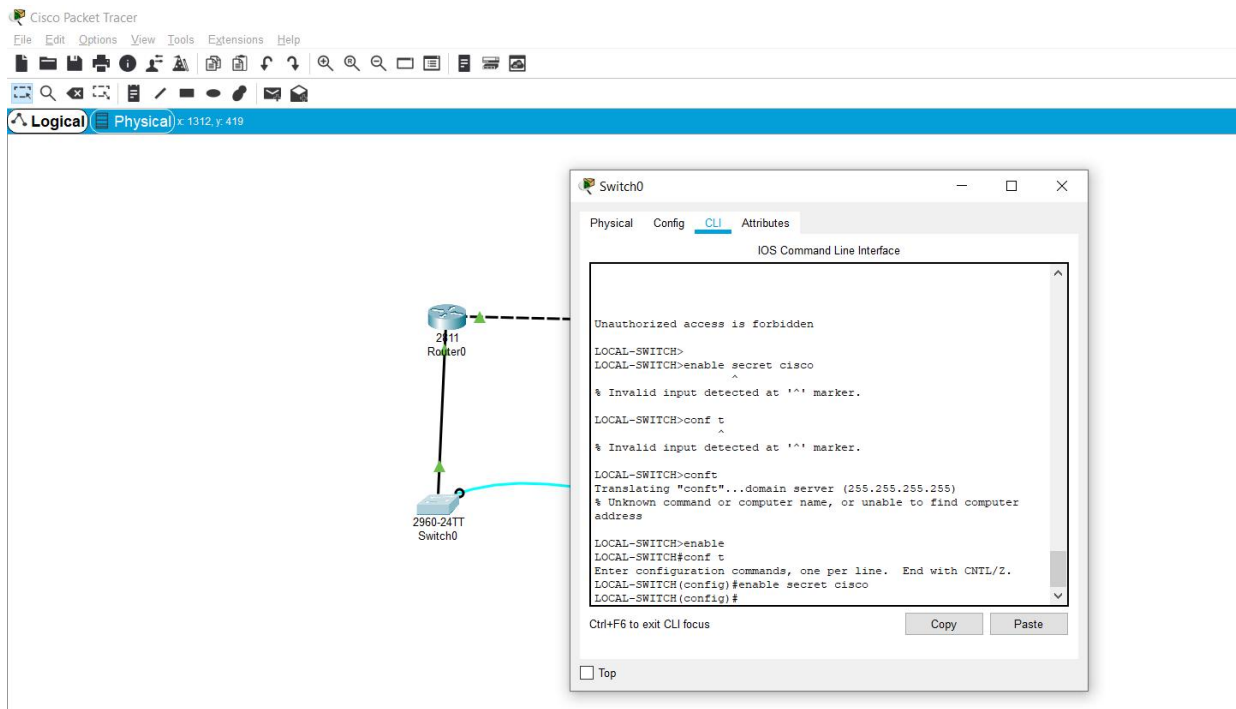 Cisco Packet Tracer
File Edit Options View Tools Extensions Help
Logical Physical x: 1312, y: 419
2811
Router0
2960-24TT
Switch0
Switch0
Physical Config CLI Attributes
IOS Command Line Interface
Unauthorized access is forbidden
LOCAL-SWITCH>
LOCAL-SWITCH>enable secret cisco
^
% Invalid input detected at '^' marker.
LOCAL-SWITCH>conf t
^
% Invalid input detected at '^' marker.
LOCAL-SWITCH>conft
Translating "conft"...domain server (255.255.255.255)
% Unknown command or computer name, or unable to find computer
address
LOCAL-SWITCH>enable
LOCAL-SWITCH#conf t
Enter configuration commands, one per line. End with CNTL/Z.
LOCAL-SWITCH(config)#enable secret cisco
LOCAL-SWITCH(config)#
Ctrl+F6 to exit CLI focus
Copy Paste
Top